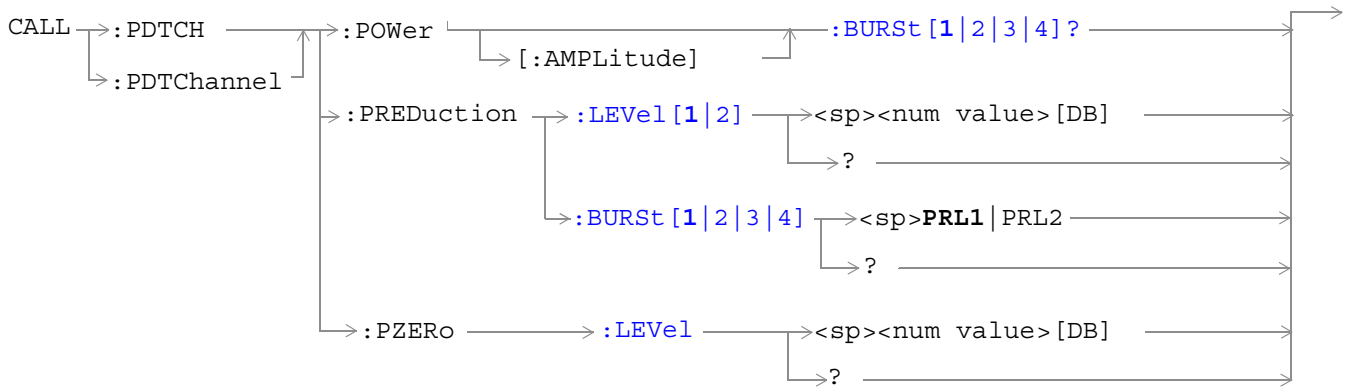 CALL :PDTCH :POWer :BURSt[1|2|3|4]?
[:AMPLitude]
:PDTChannel
:PREDuction :LEVel[1|2] <sp><num value>[DB]
?
:BURSt[1|2|3|4] <sp>PRL1|PRL2
?
:PZERo :LEVel <sp><num value>[DB]
?